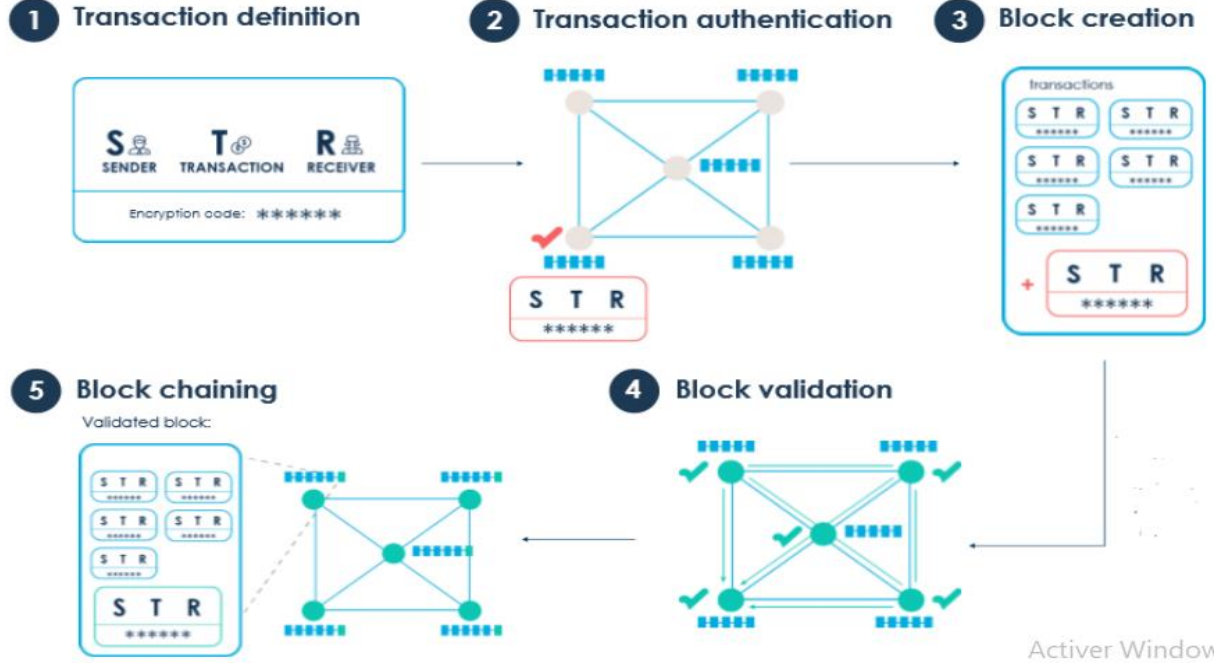 1 Transaction definition
S T R
SENDER TRANSACTION RECEIVER
Encryption code: ******
2 Transaction authentication
S T R
******
3 Block creation
transactions
S T R S T R
****** ******
S T R S T R
****** ******
S T R
******
+ S T R
******
4 Block validation
5 Block chaining
Validated block:
S T R S T R
****** ******
S T R S T R
****** ******
S T R
******
S T R
******
Activer Window